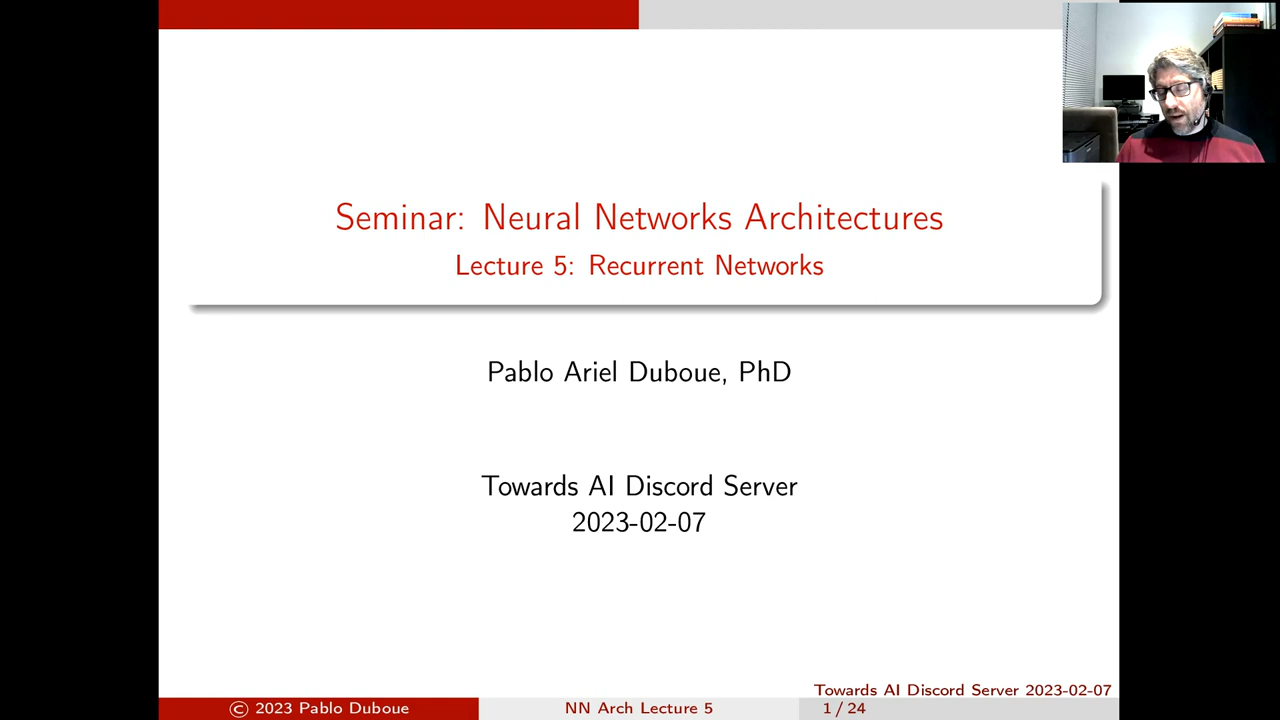 Seminar: Neural Networks Architectures
Lecture 5: Recurrent Networks
Pablo Ariel Duboue, PhD
Towards AI Discord Server
2023-02-07
Towards AI Discord Server 2023-02-07
© 2023 Pablo Duboue
NN Arch Lecture 5
1 / 24